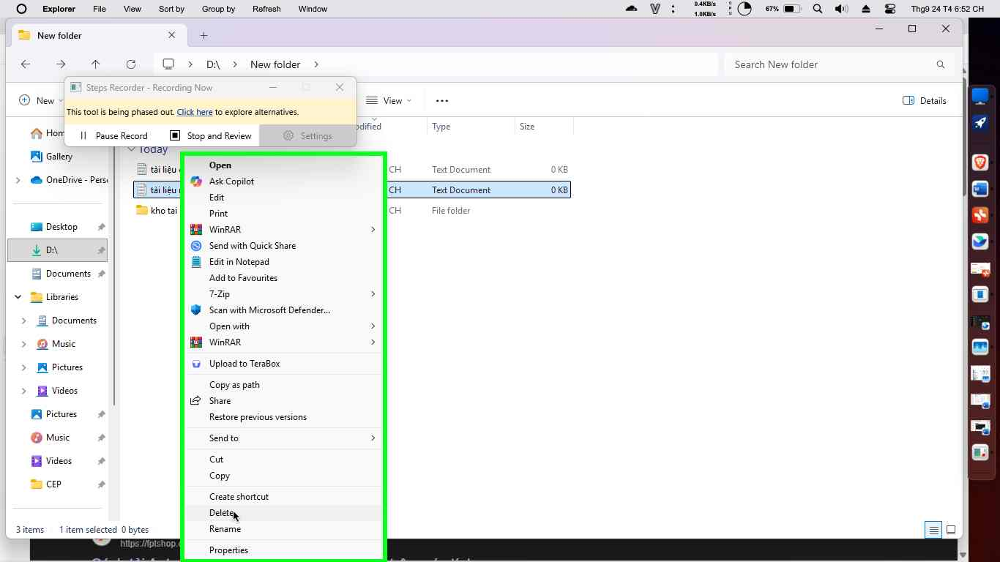 Explorer File View Sort by Group by Refresh Window 0.4KB/s 1.0KB/s CPU 67% Thg9 24 T4 6:52 CH
New folder
D:\ New folder Search New folder
New View Details
Steps Recorder - Recording Now
This tool is being phased out. Click here to explore alternatives.
Pause Record Stop and Review Settings
odified Type Size
Today
tài liệu CH Text Document 0 KB
tài liệu CH Text Document 0 KB
kho tai CH File folder
Hom
Gallery
OneDrive - Perso
Desktop
D:\
Documents
Libraries
Documents
Music
Pictures
Videos
Pictures
Music
Videos
CEP
Open
Ask Copilot
Edit
Print
WinRAR
Send with Quick Share
Edit in Notepad
Add to Favourites
7-Zip
Scan with Microsoft Defender...
Open with
WinRAR
Upload to TeraBox
Copy as path
Share
Restore previous versions
Send to
Cut
Copy
Create shortcut
Delete
Rename
Properties
3 items 1 item selected 0 bytes
https://fptshop.c